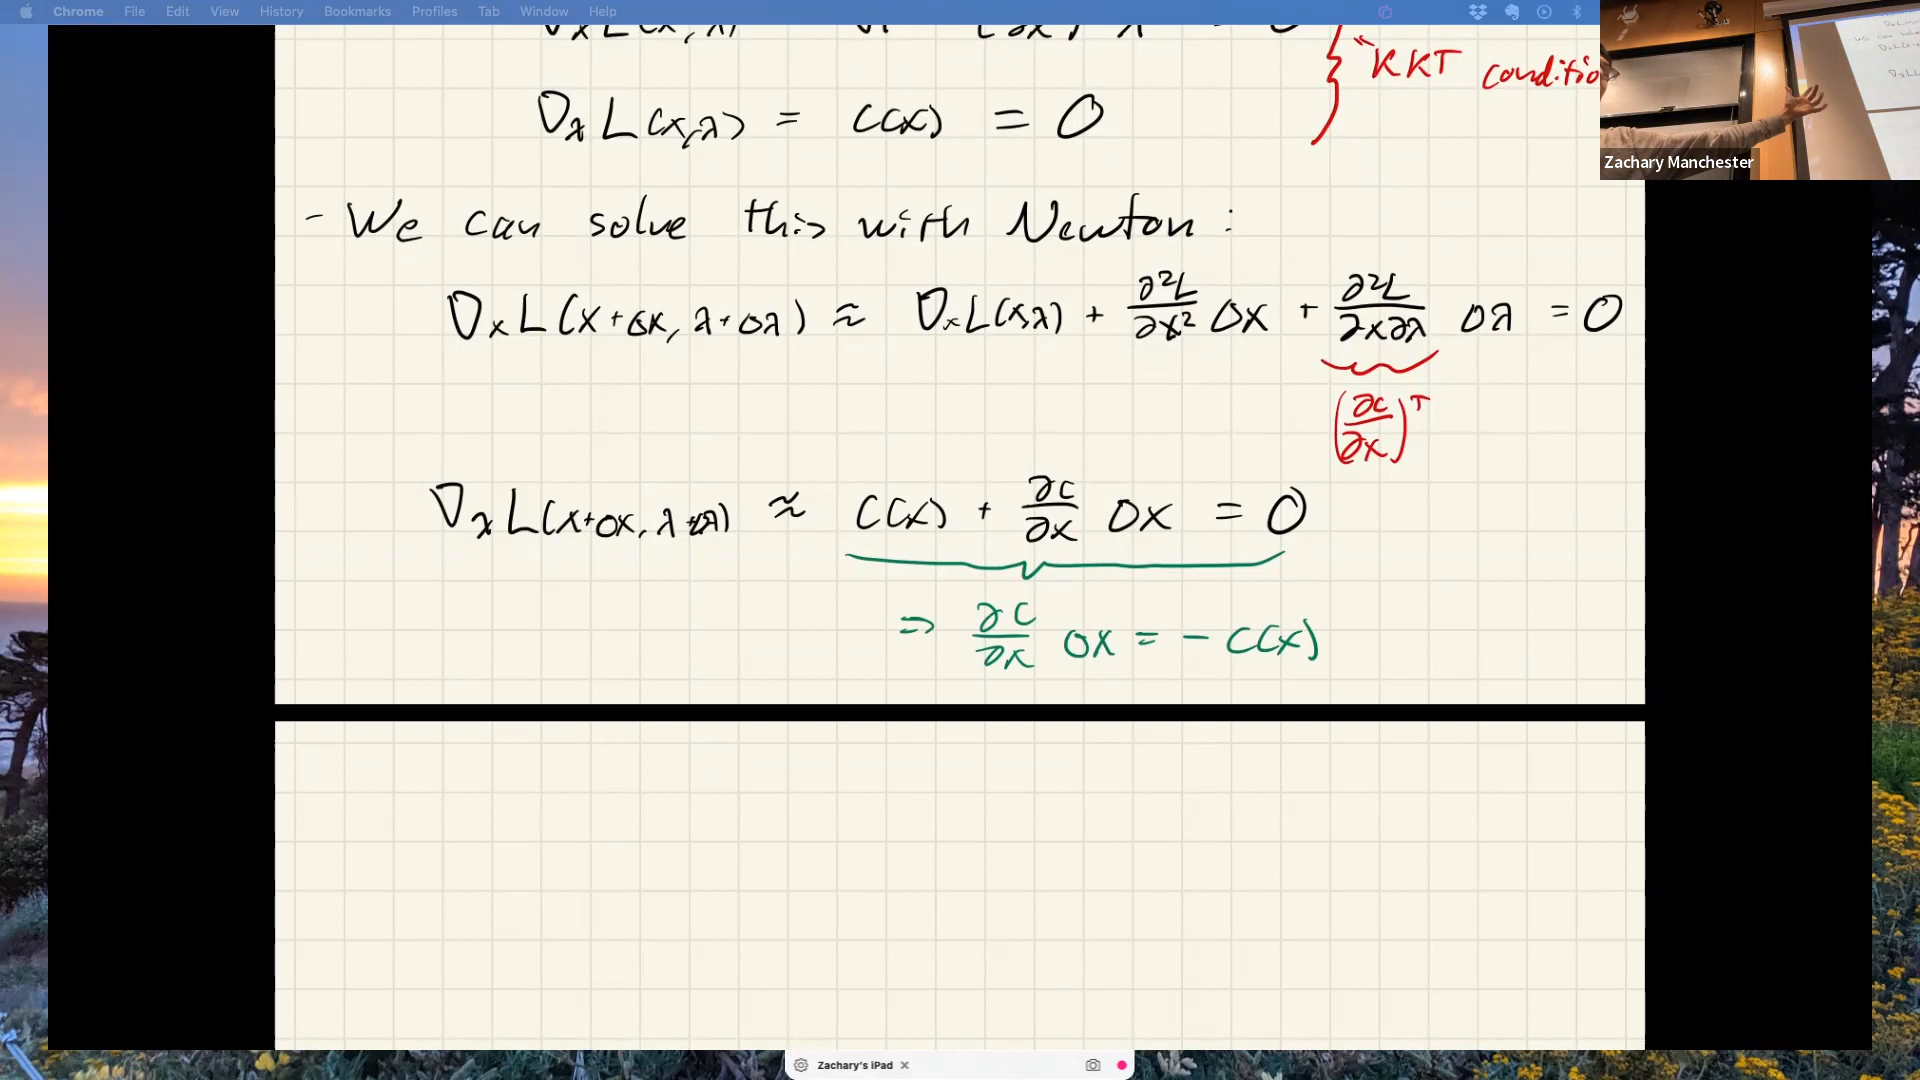 Chrome File Edit View History Bookmarks Profiles Tab Window Help
"KKT conditio
∇λ L(x,λ) = C(x) = 0
Zachary Manchester
- We can solve this with Newton:
∇x L(x+Δx, λ+Δλ) ≈ ∇x L(x,λ) + ∂²L/∂x² Δx + ∂²L/∂x∂λ Δλ = 0
(∂C/∂x)ᵀ
∇λ L(x+Δx, λ+Δλ) ≈ C(x) + ∂C/∂x Δx = 0
⇒ ∂C/∂x Δx = - C(x)
Zachary's iPad